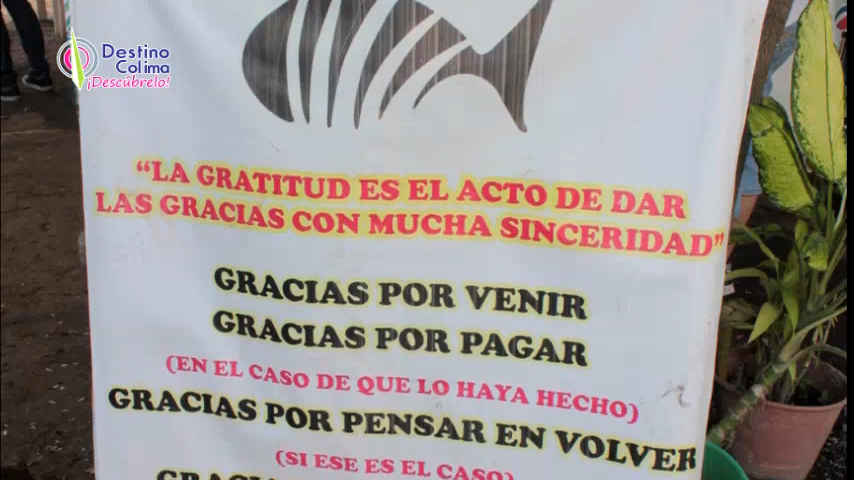 Destino
Colima
¡Descúbrelo!
“LA GRATITUD ES EL ACTO DE DAR
LAS GRACIAS CON MUCHA SINCERIDAD”
GRACIAS POR VENIR
GRACIAS POR PAGAR
(EN EL CASO DE QUE LO HAYA HECHO)
GRACIAS POR PENSAR EN VOLVER
(SI ESE ES EL CASO)